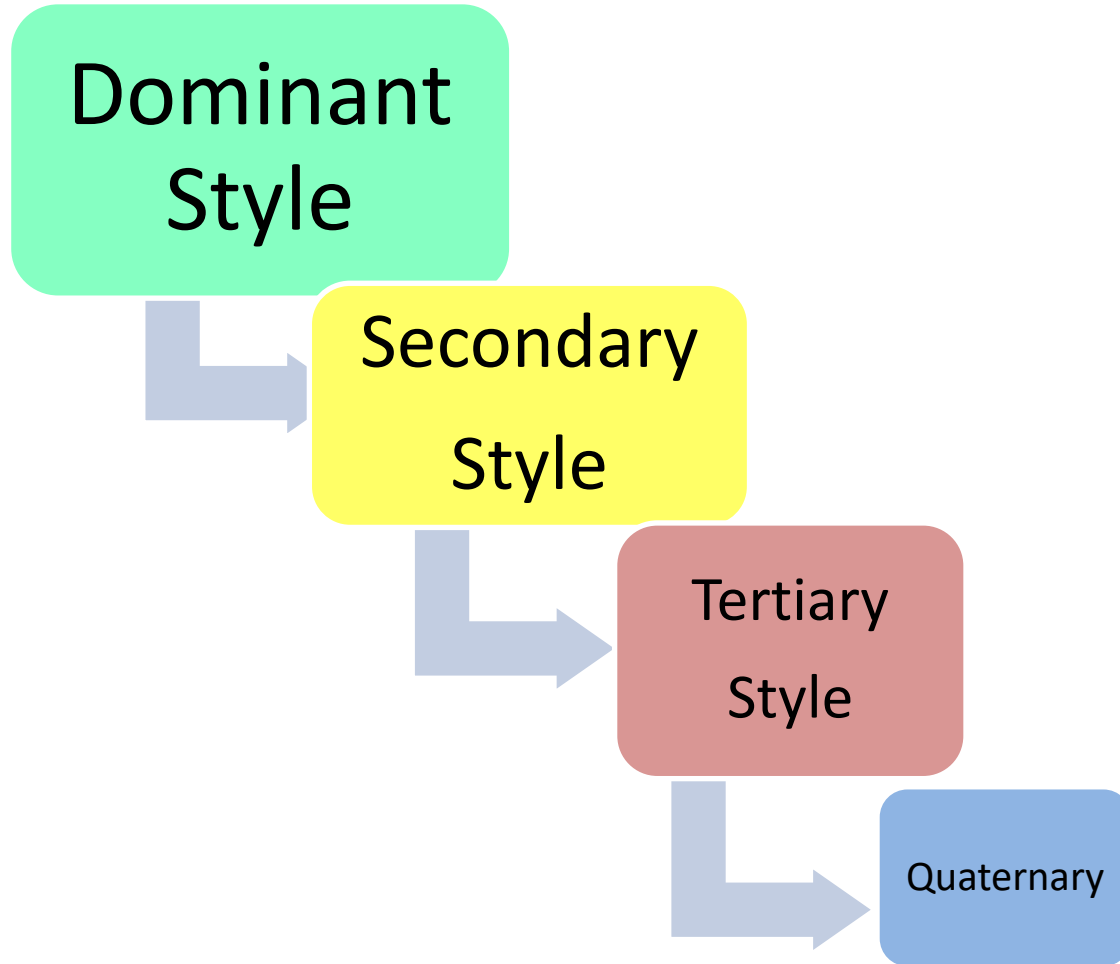 Dominant
Style
Secondary
Style
Tertiary
Style
Quaternary